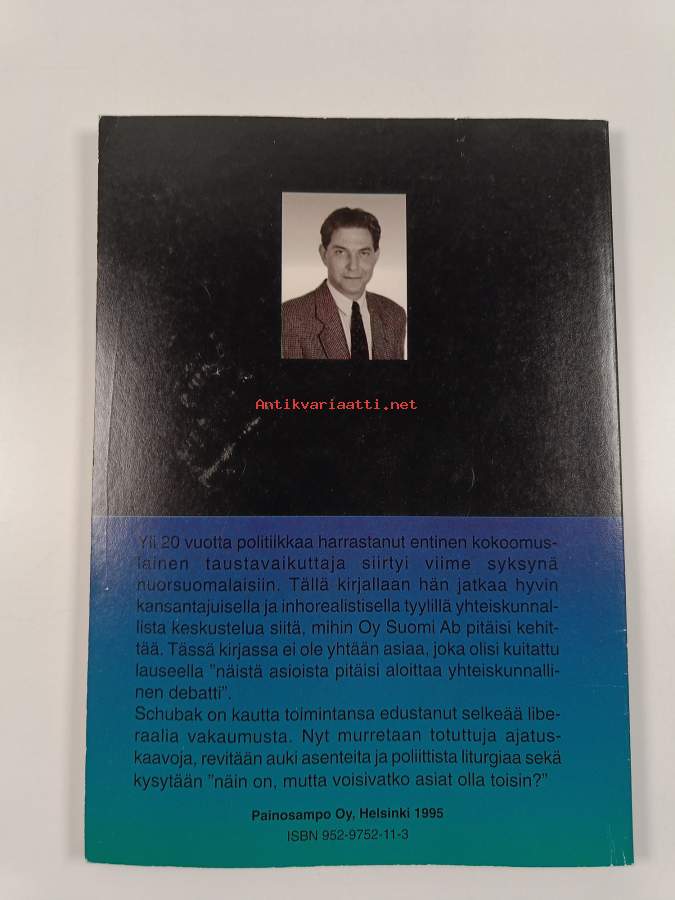 Antikvariaatti.net
Yli 20 vuotta politiikkaa harrastanut entinen kokoomus-
lainen taustavaikuttaja siirtyi viime syksynä
nuorsuomalaisiin. Tällä kirjallaan hän jatkaa hyvin
kansantajuisella ja inhorealistisella tyylillä yhteiskunnal-
lista keskustelua siitä, mihin Oy Suomi Ab pitäisi kehit-
tää. Tässä kirjassa ei ole yhtään asiaa, joka olisi kuitattu
lauseella ”näistä asioista pitäisi aloittaa yhteiskunnalli-
nen debatti”.
Schubak on kautta toimintansa edustanut selkeää libe-
raalia vakaumusta. Nyt murretaan totuttuja ajatus-
kaavoja, revitään auki asenteita ja poliittista liturgiaa sekä
kysytään ”näin on, mutta voisivatko asiat olla toisin?”
Painosampo Oy, Helsinki 1995
ISBN 952-9752-11-3